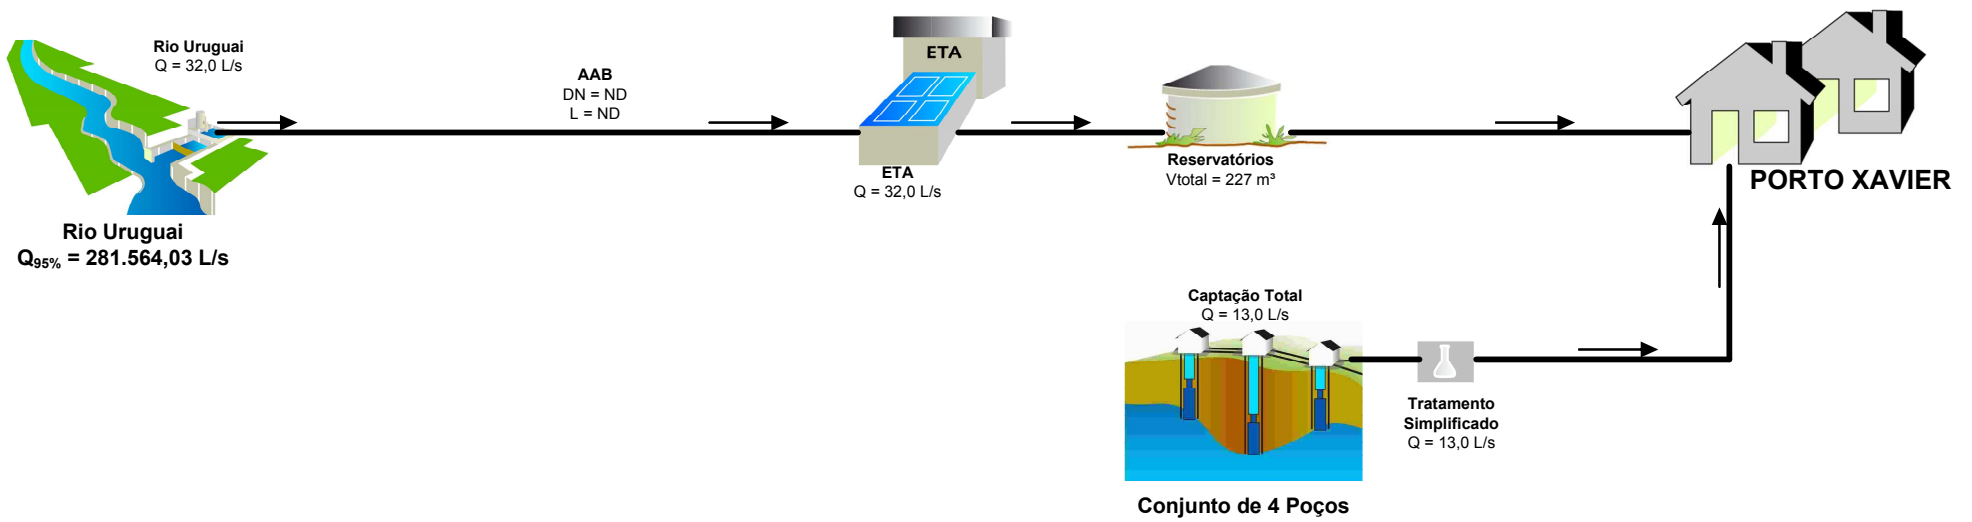 Rio Uruguai
Q = 32,0 L/s
AAB
DN = ND
L = ND
ETA
ETA
Q = 32,0 L/s
Reservatórios
Vtotal = 227 m³
PORTO XAVIER
Rio Uruguai
Q95% = 281.564,03 L/s
Captação Total
Q = 13,0 L/s
Tratamento
Simplificado
Q = 13,0 L/s
Conjunto de 4 Poços